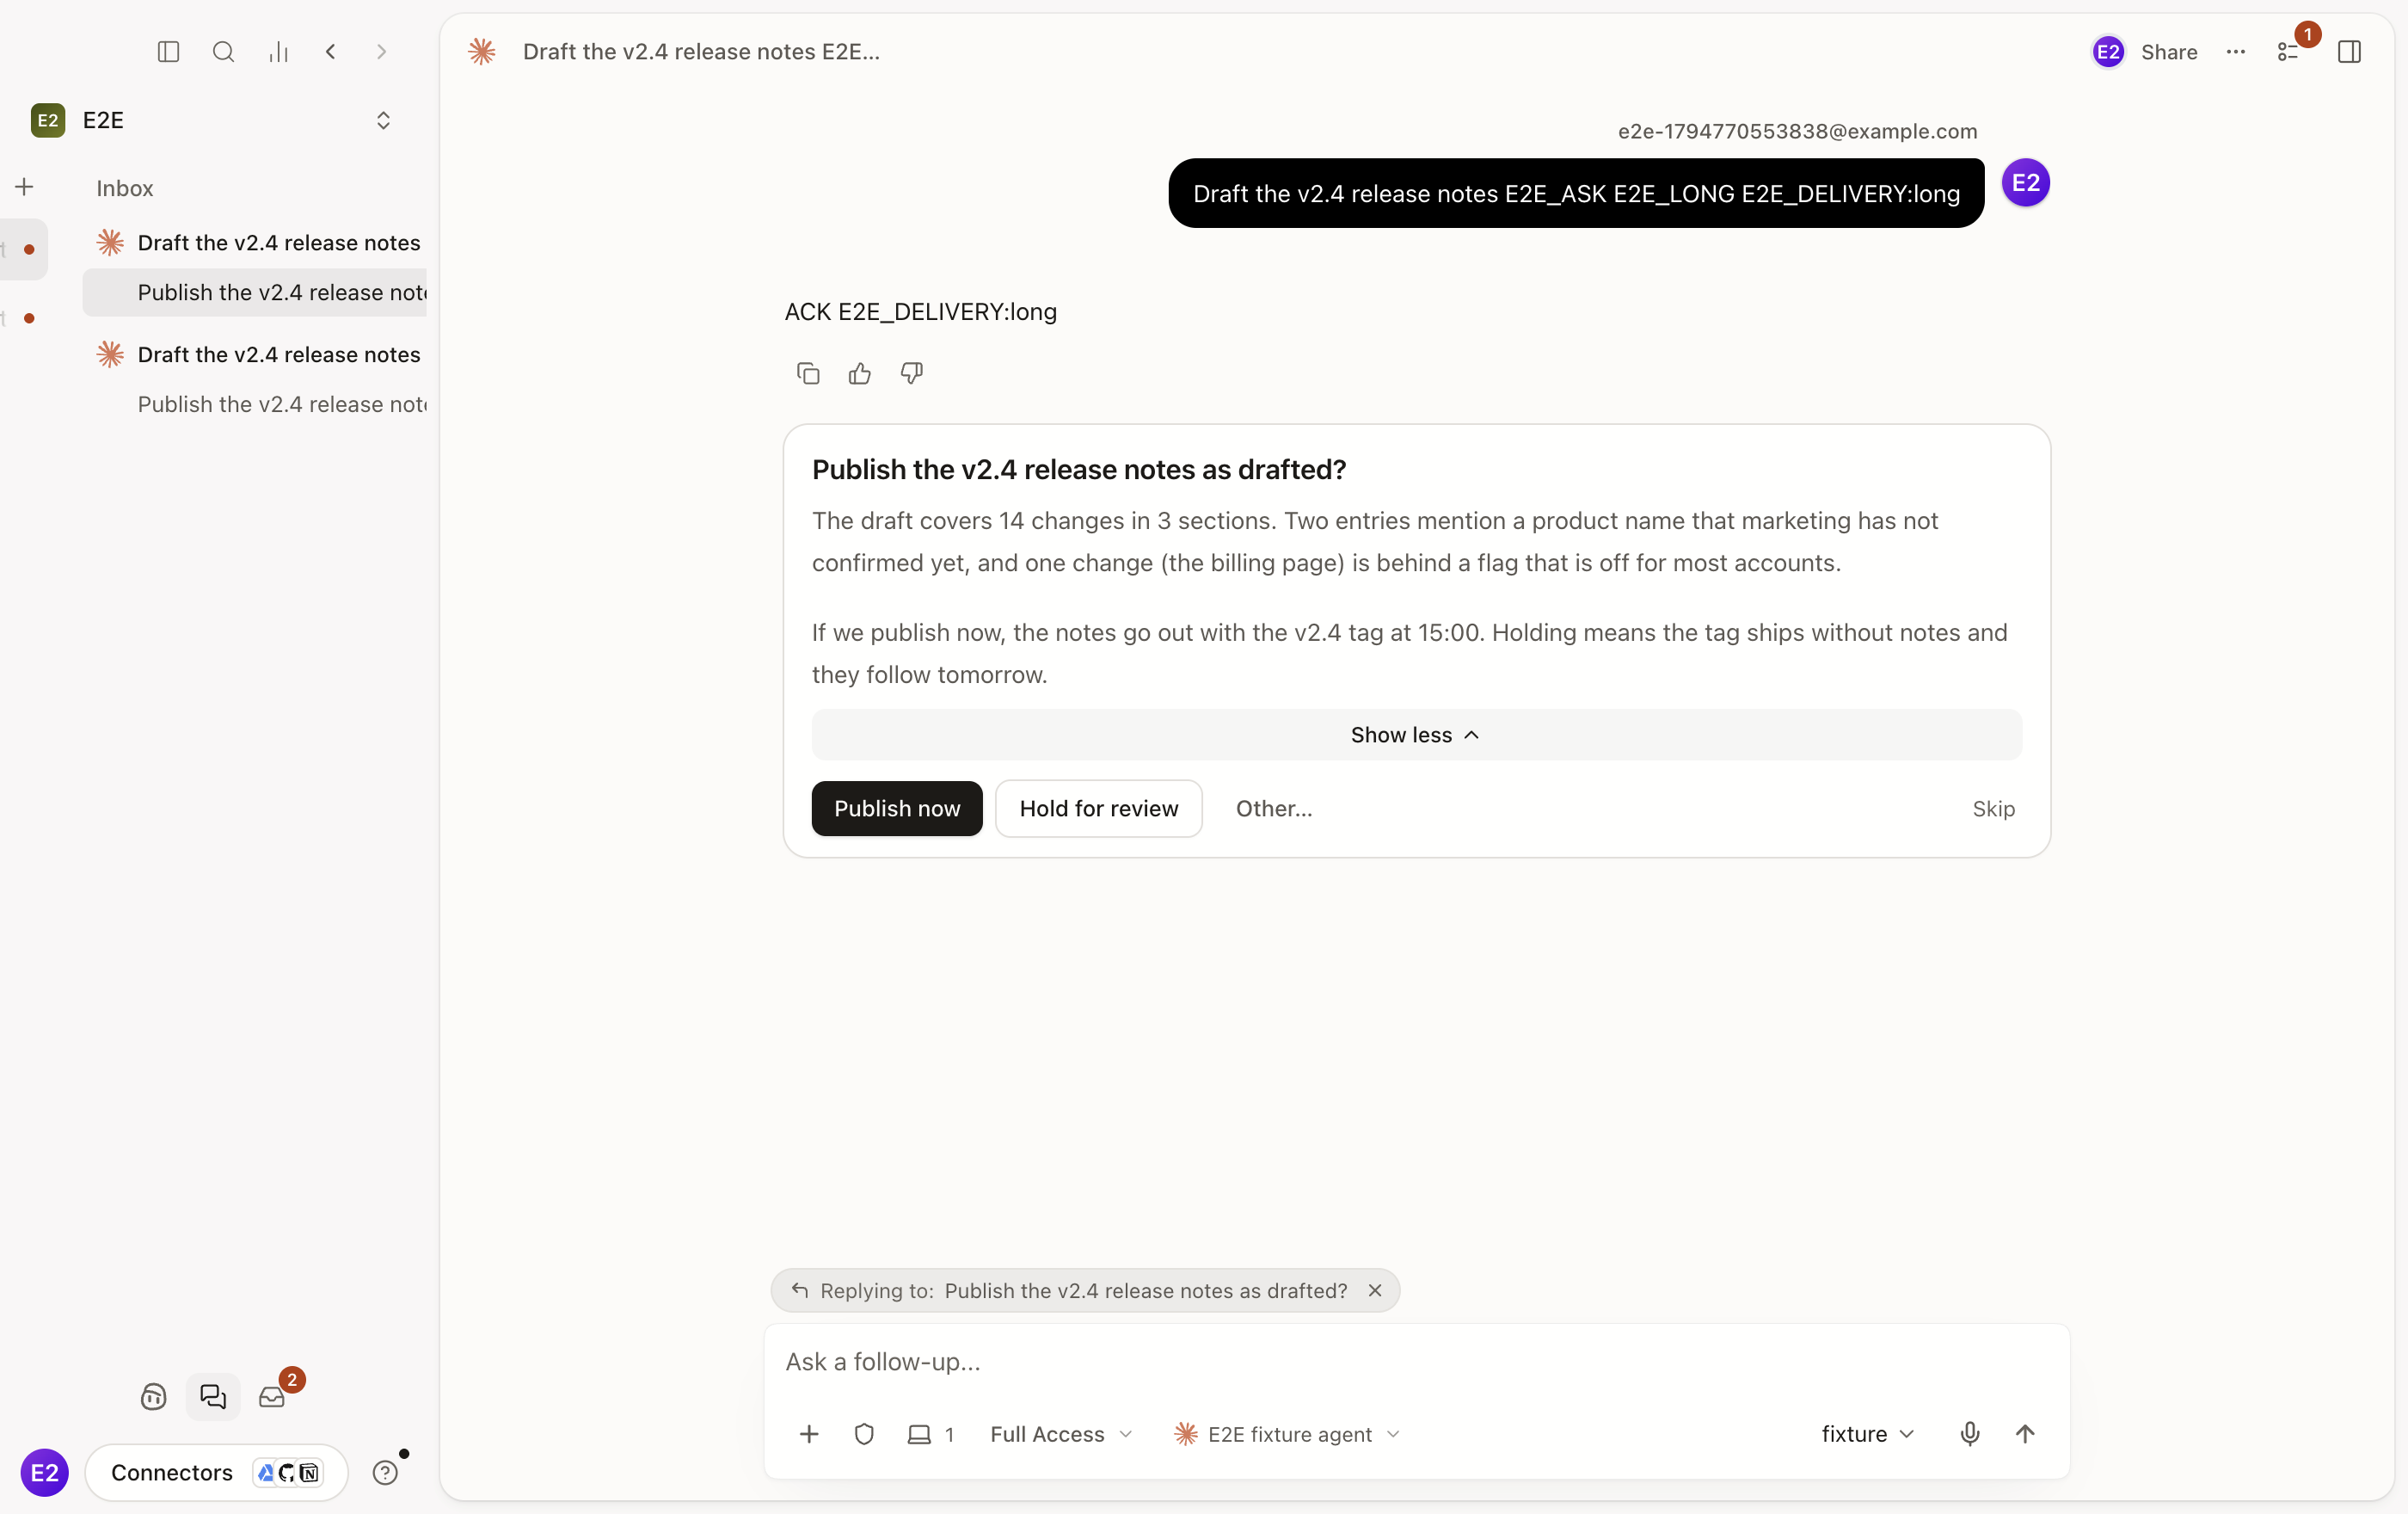 Draft the v2.4 release notes E2E...
E2
Share
1
E2
E2E
Inbox
Draft the v2.4 release notes
Publish the v2.4 release note
Draft the v2.4 release notes
Publish the v2.4 release note
e2e-1794770553838@example.com
Draft the v2.4 release notes E2E_ASK E2E_LONG E2E_DELIVERY:long
E2
ACK E2E_DELIVERY:long
Publish the v2.4 release notes as drafted?
The draft covers 14 changes in 3 sections. Two entries mention a product name that marketing has not
confirmed yet, and one change (the billing page) is behind a flag that is off for most accounts.
If we publish now, the notes go out with the v2.4 tag at 15:00. Holding means the tag ships without notes and
they follow tomorrow.
Show less
Publish now
Hold for review
Other...
Skip
Replying to: Publish the v2.4 release notes as drafted?
Ask a follow-up...
1
Full Access
E2E fixture agent
fixture
2
E2
Connectors